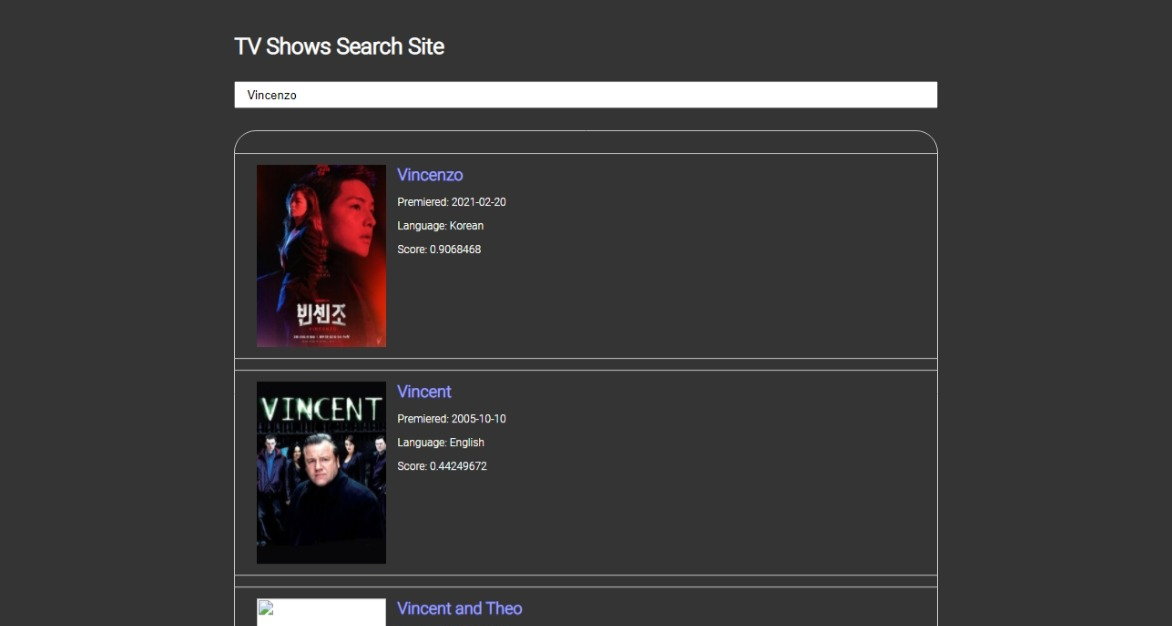 TV Shows Search Site
Vincenzo
빈센조
Vincenzo
Premiered: 2021-02-20
Language: Korean
Score: 0.9068468
VINCENT
Vincent
Premiered: 2005-10-10
Language: English
Score: 0.44249672
Vincent and Theo